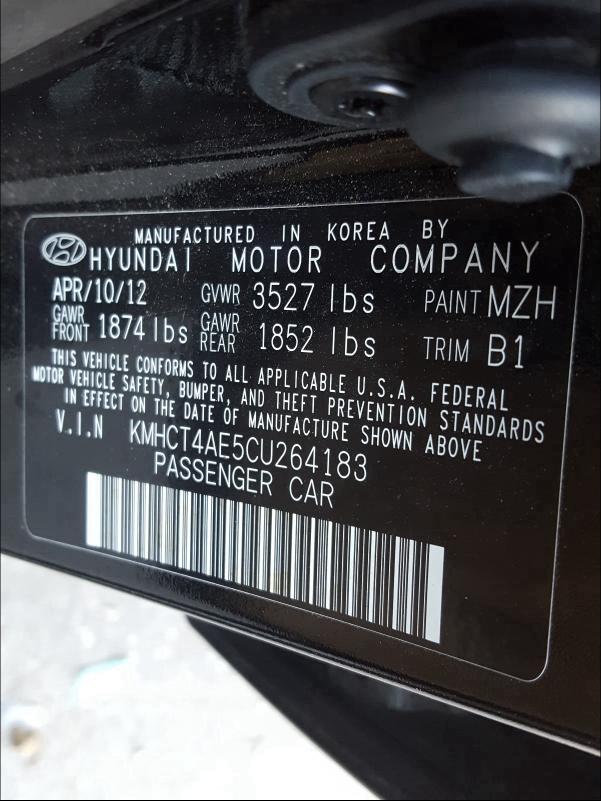 MANUFACTURED IN KOREA BY
HYUNDAI MOTOR COMPANY
APR/10/12 GVWR 3527 lbs PAINT MZH
GAWR FRONT 1874 lbs GAWR REAR 1852 lbs TRIM B1
THIS VEHICLE CONFORMS TO ALL APPLICABLE U.S.A. FEDERAL
MOTOR VEHICLE SAFETY, BUMPER, AND THEFT PREVENTION STANDARDS
IN EFFECT ON THE DATE OF MANUFACTURE SHOWN ABOVE
V.I.N KMHCT4AE5CU264183
PASSENGER CAR